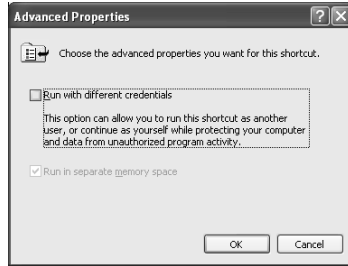 Advanced Properties
Choose the advanced properties you want for this shortcut.
Run with different credentials
This option can allow you to run this shortcut as another
user, or continue as yourself while protecting your computer
and data from unauthorized program activity.
Run in separate memory space
OK
Cancel